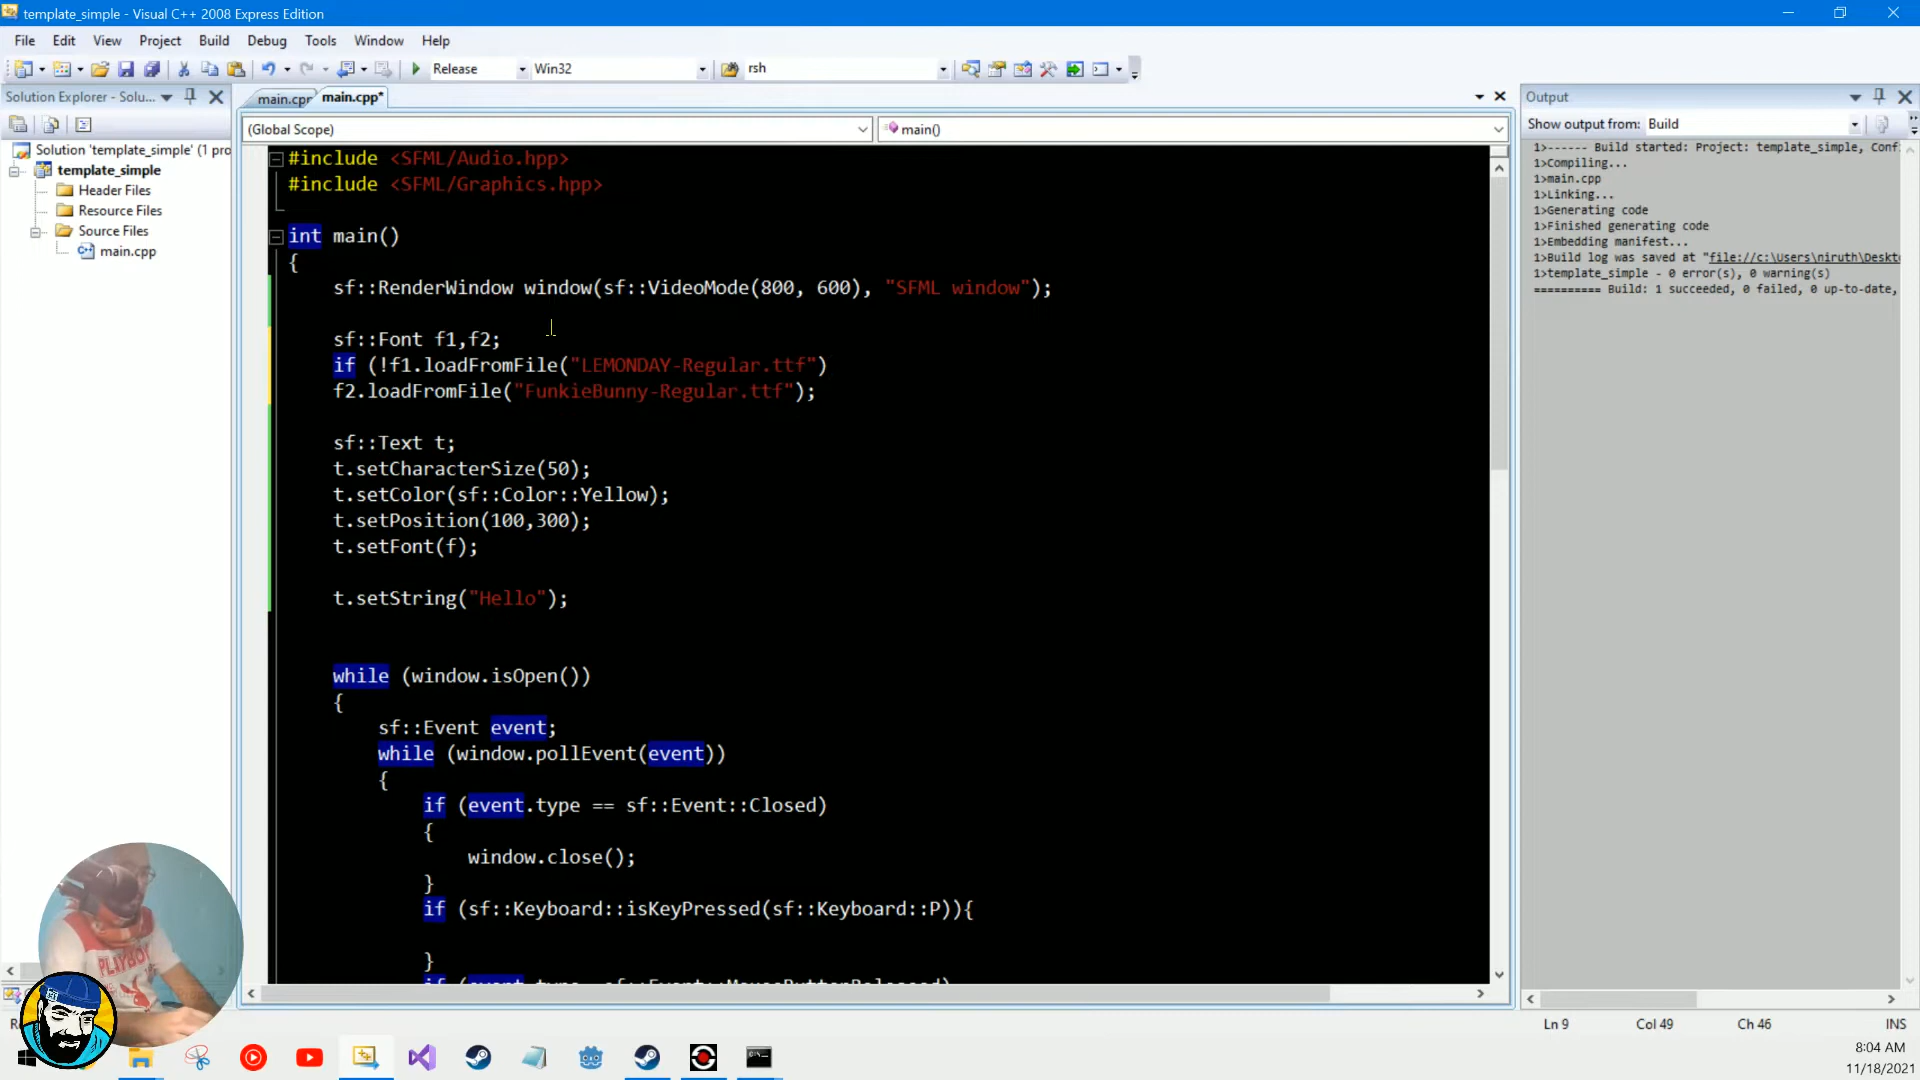 template_simple - Visual C++ 2008 Express Edition
File Edit View Project Build Debug Tools Window Help
Release Win32 rsh
Solution Explorer - Solu...
main.cpp
main.cpp*
Output
(Global Scope)
main()
Show output from: Build
Solution 'template_simple' (1 pro
template_simple
Header Files
Resource Files
Source Files
main.cpp
#include <SFML/Audio.hpp>
#include <SFML/Graphics.hpp>
int main()
{
sf::RenderWindow window(sf::VideoMode(800, 600), "SFML window");
sf::Font f1,f2;
if (!f1.loadFromFile("LEMONDAY-Regular.ttf")
f2.loadFromFile("FunkieBunny-Regular.ttf");
sf::Text t;
t.setCharacterSize(50);
t.setColor(sf::Color::Yellow);
t.setPosition(100,300);
t.setFont(f);
t.setString("Hello");
while (window.isOpen())
{
sf::Event event;
while (window.pollEvent(event))
{
if (event.type == sf::Event::Closed)
{
window.close();
}
if (sf::Keyboard::isKeyPressed(sf::Keyboard::P)){
}
if (event.type == sf::Event::MouseButtonReleased)
1>------ Build started: Project: template_simple, Conf
1>Compiling...
1>main.cpp
1>Linking...
1>Generating code
1>Finished generating code
1>Embedding manifest...
1>Build log was saved at "file://c:\Users\niruth\Deskt
1>template_simple - 0 error(s), 0 warning(s)
========== Build: 1 succeeded, 0 failed, 0 up-to-date,
PLAYBOY
Ln 9 Col 49 Ch 46 INS
8:04 AM
11/18/2021